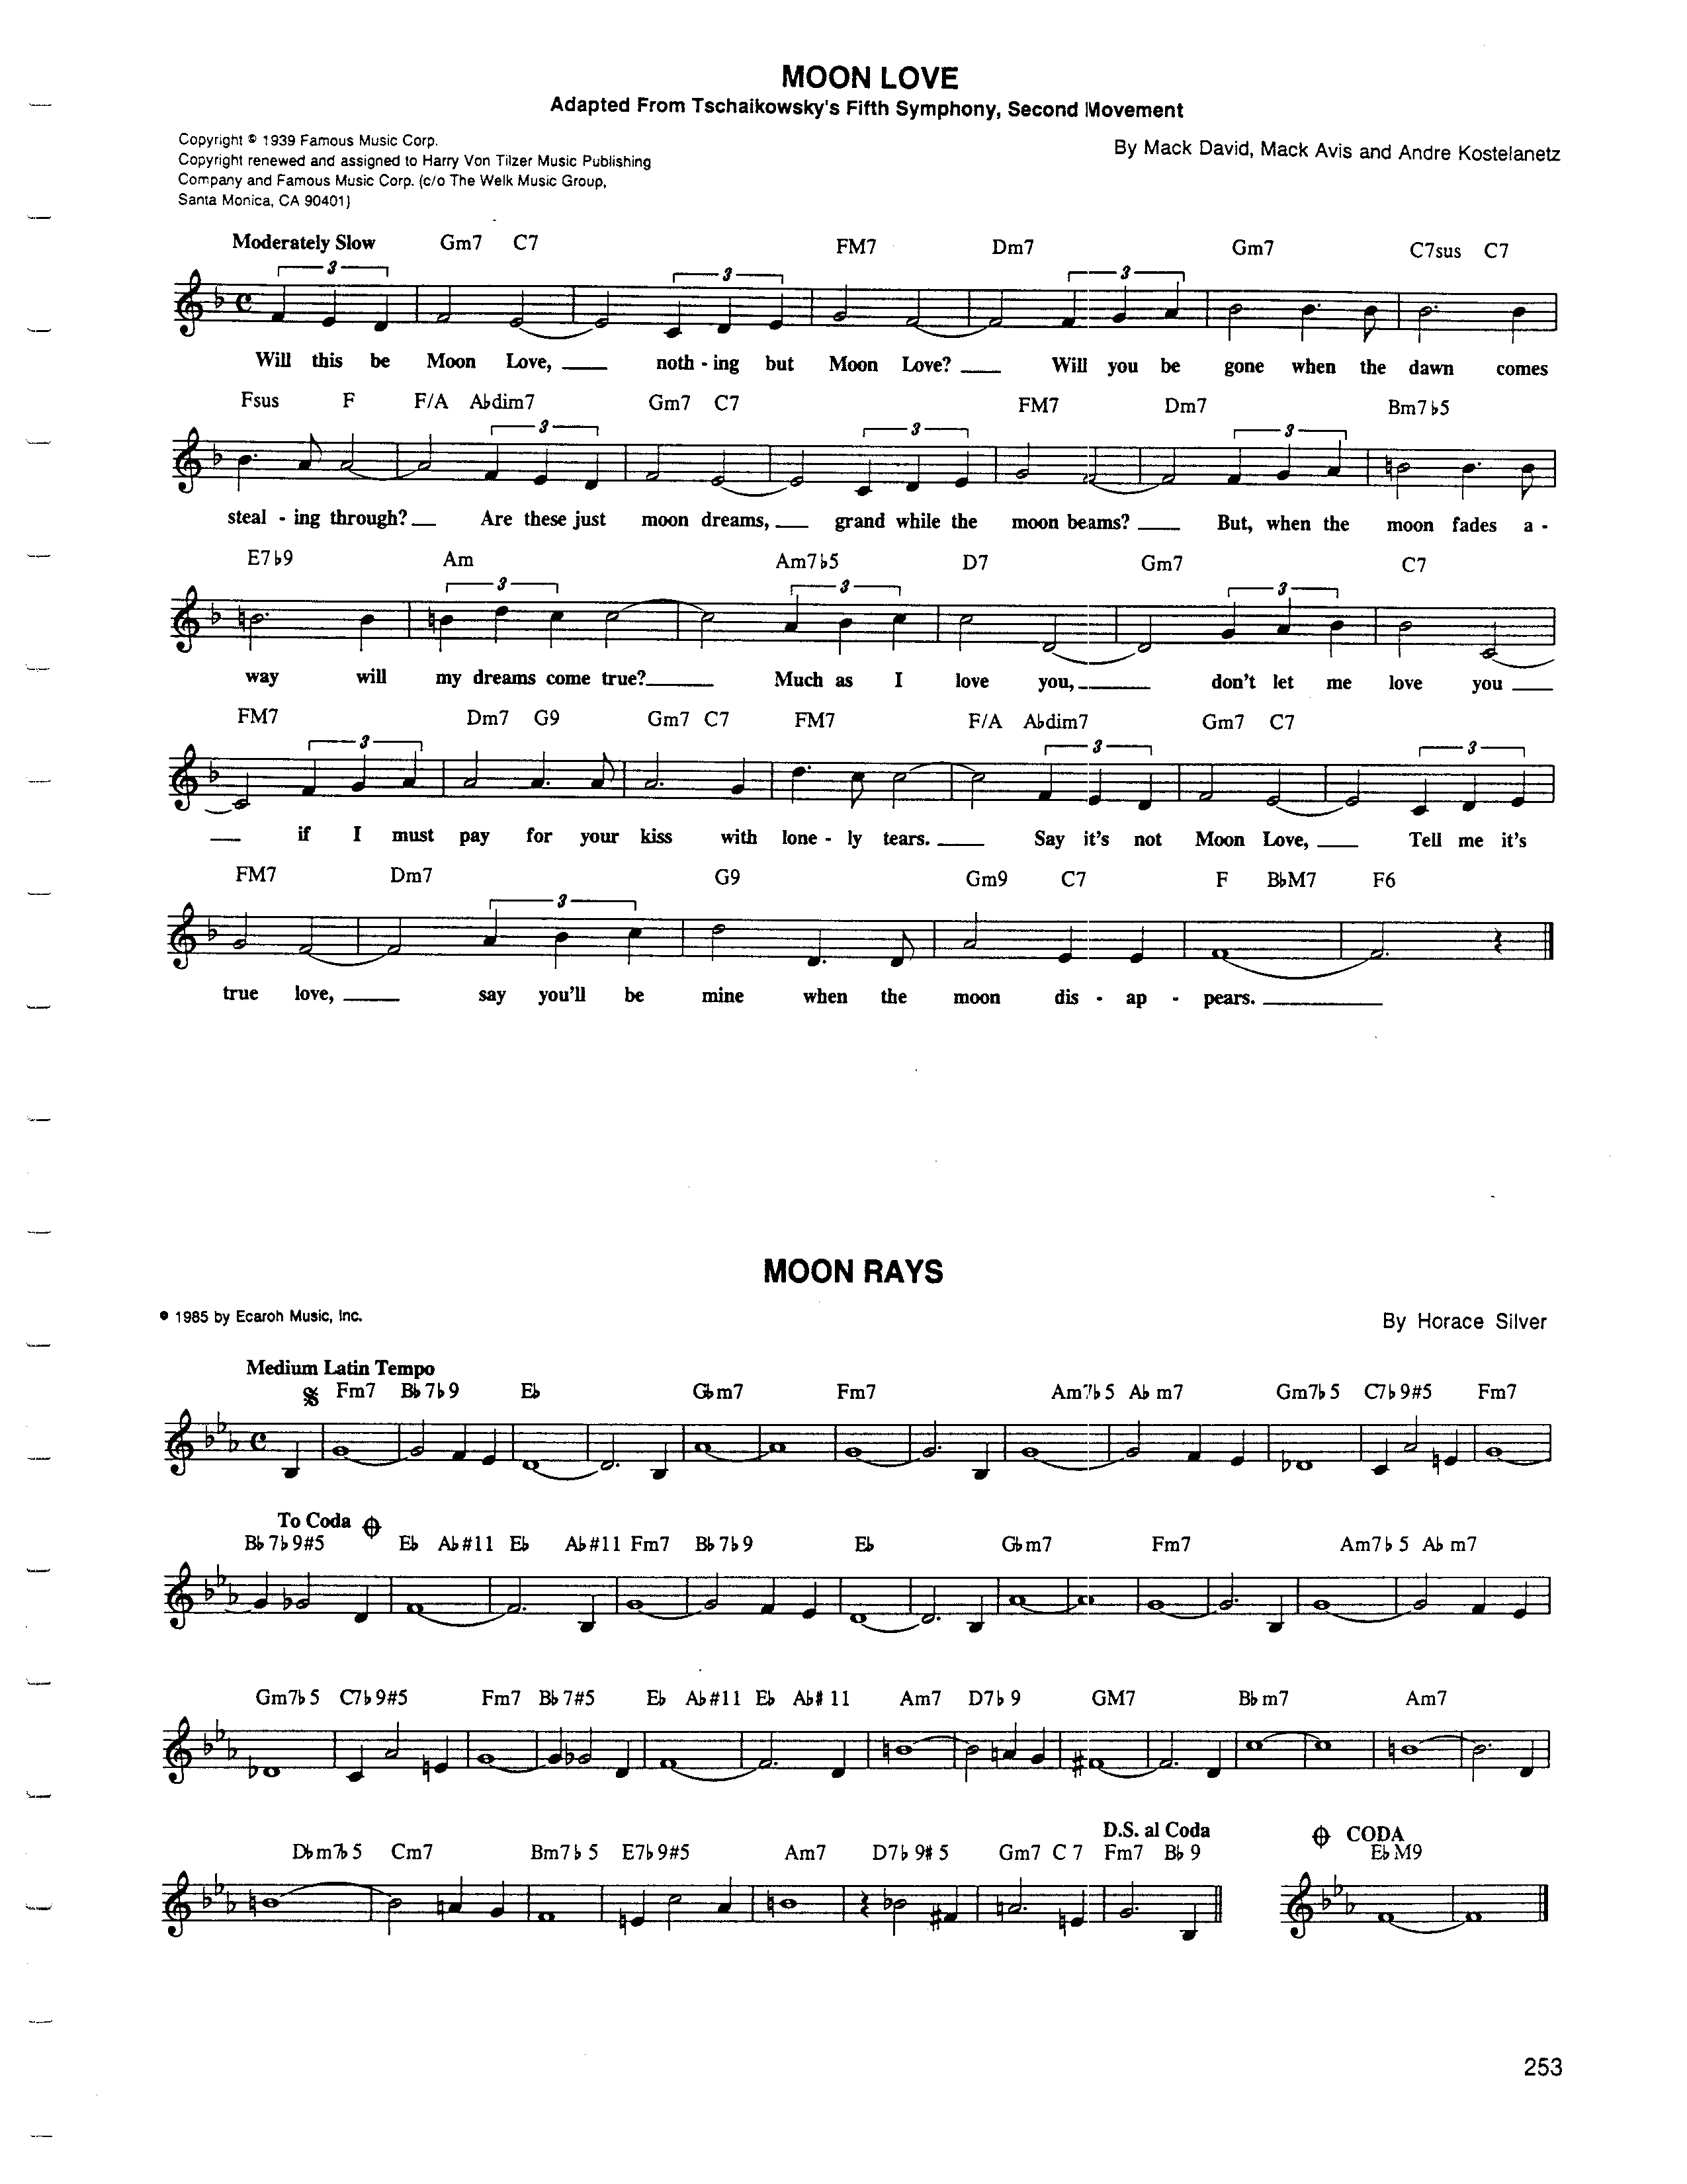 MOON LOVE
Adapted From Tschaikowsky's Fifth Symphony, Second Movement
Copyright © 1939 Famous Music Corp.
Copyright renewed and assigned to Harry Von Tilzer Music Publishing
Company and Famous Music Corp. (c/o The Welk Music Group,
Santa Monica, CA 90401)
By Mack David, Mack Avis and Andre Kostelanetz
Moderately Slow Gm7 C7 FM7 Dm7 Gm7 C7sus C7
3 3 3
Will this be Moon Love, noth - ing but Moon Love? Will you be gone when the dawn comes
Fsus F F/A A♭dim7 Gm7 C7 FM7 Dm7 Bm7♭5
3 3 3
steal - ing through? Are these just moon dreams, grand while the moon beams? But, when the moon fades a -
E7♭9 Am Am7♭5 D7 Gm7 C7
3 3 3
way will my dreams come true? Much as I love you, don't let me love you
FM7 Dm7 G9 Gm7 C7 FM7 F/A A♭dim7 Gm7 C7
3 3 3
if I must pay for your kiss with lone - ly tears. Say it's not Moon Love, Tell me it's
FM7 Dm7 G9 Gm9 C7 F B♭M7 F6
3
true love, say you'll be mine when the moon dis - ap - pears.
MOON RAYS
© 1985 by Ecaroh Music, Inc.
By Horace Silver
Medium Latin Tempo
Fm7 B♭7♭9 E♭ G♭m7 Fm7 Am7♭5 A♭m7 Gm7♭5 C7♭9#5 Fm7
To Coda
B♭7♭9#5 E♭ A♭#11 E♭ A♭#11 Fm7 B♭7♭9 E♭ G♭m7 Fm7 Am7♭5 A♭m7
Gm7♭5 C7♭9#5 Fm7 B♭7#5 E♭ A♭#11 E♭ A♭#11 Am7 D7♭9 GM7 B♭m7 Am7
D.S. al Coda CODA
D♭m7♭5 Cm7 Bm7♭5 E7♭9#5 Am7 D7♭9#5 Gm7 C7 Fm7 B♭9 E♭M9
253